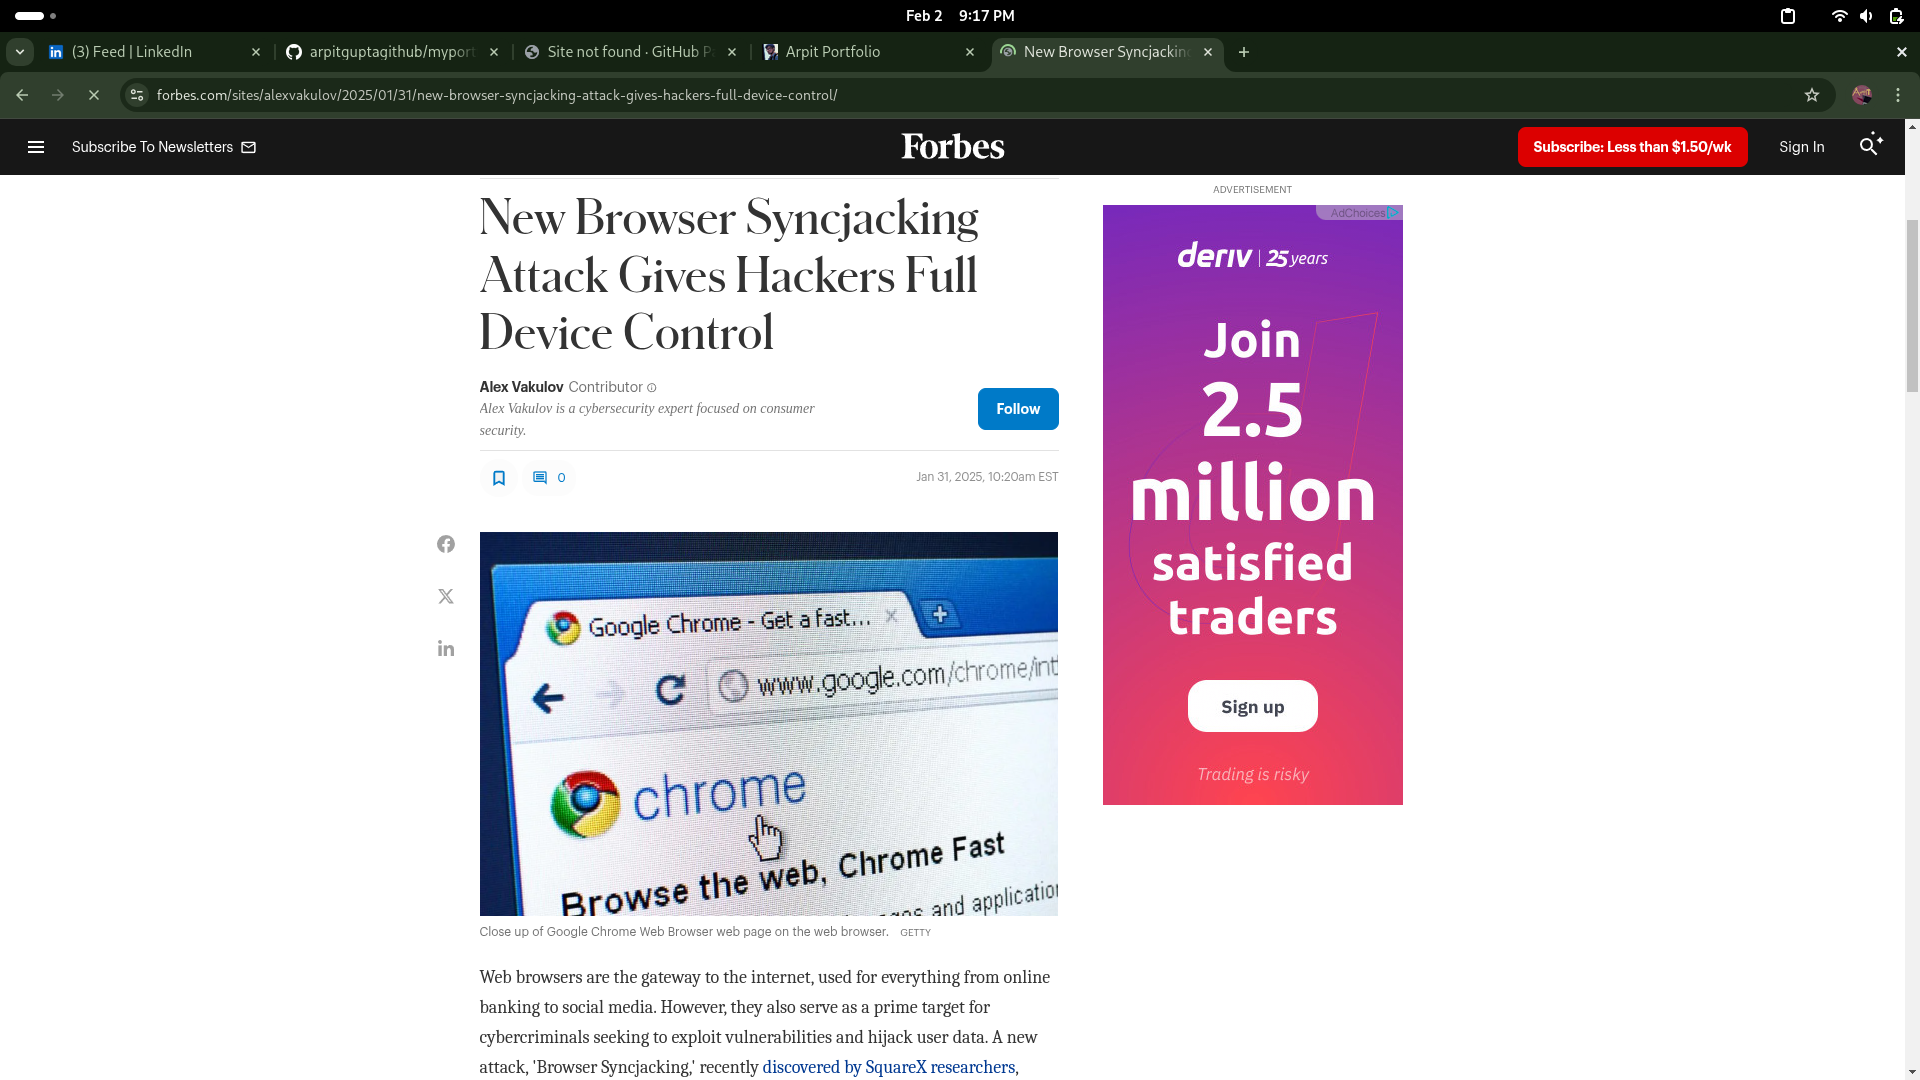 Feb 2 9:17 PM
(3) Feed | LinkedIn
arpitguptagithub/myport
Site not found · GitHub P
Arpit Portfolio
New Browser Syncjacking
forbes.com/sites/alexvakulov/2025/01/31/new-browser-syncjacking-attack-gives-hackers-full-device-control/
Subscribe To Newsletters
Forbes
Subscribe: Less than $1.50/wk
Sign In
New Browser Syncjacking
Attack Gives Hackers Full
Device Control
Alex Vakulov Contributor
Alex Vakulov is a cybersecurity expert focused on consumer
security.
Follow
0
Jan 31, 2025, 10:20am EST
Google Chrome - Get a fast...
www.google.com/chrome/int
chrome
Browse the web, Chrome Fast
and application
Close up of Google Chrome Web Browser web page on the web browser. GETTY
Web browsers are the gateway to the internet, used for everything from online
banking to social media. However, they also serve as a prime target for
cybercriminals seeking to exploit vulnerabilities and hijack user data. A new
attack, 'Browser Syncjacking,' recently discovered by SquareX researchers,
ADVERTISEMENT
AdChoices
deriv | 25 years
Join
2.5
million
satisfied
traders
Sign up
Trading is risky